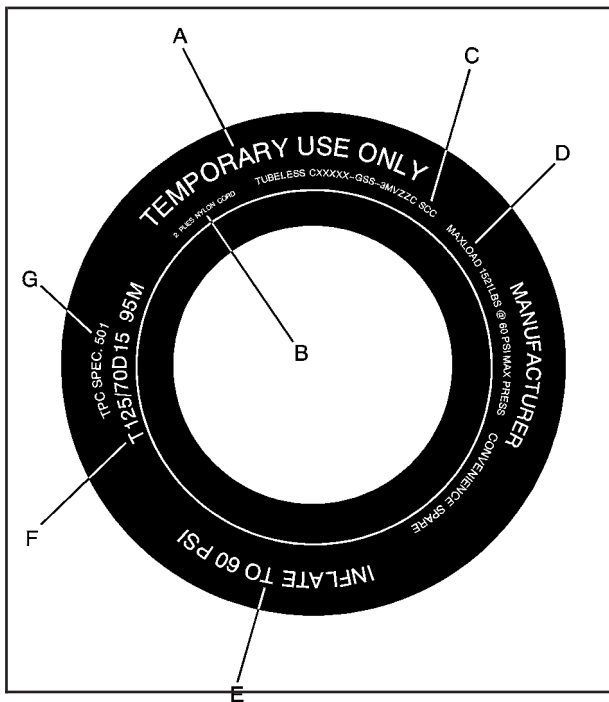 A
C
D
TEMPORARY USE ONLY
TUBELESS CXXXXX-GSS-3MVZZC SCC
2 PLIES NYLON CORD
MAXLOAD 1521LBS @ 60 PSI MAX PRESS
MANUFACTURER
G
TPC SPEC. 501
T125/70D15 95M
B
CONVENIENCE SPARE
F
INFLATE TO 60 PSI
E